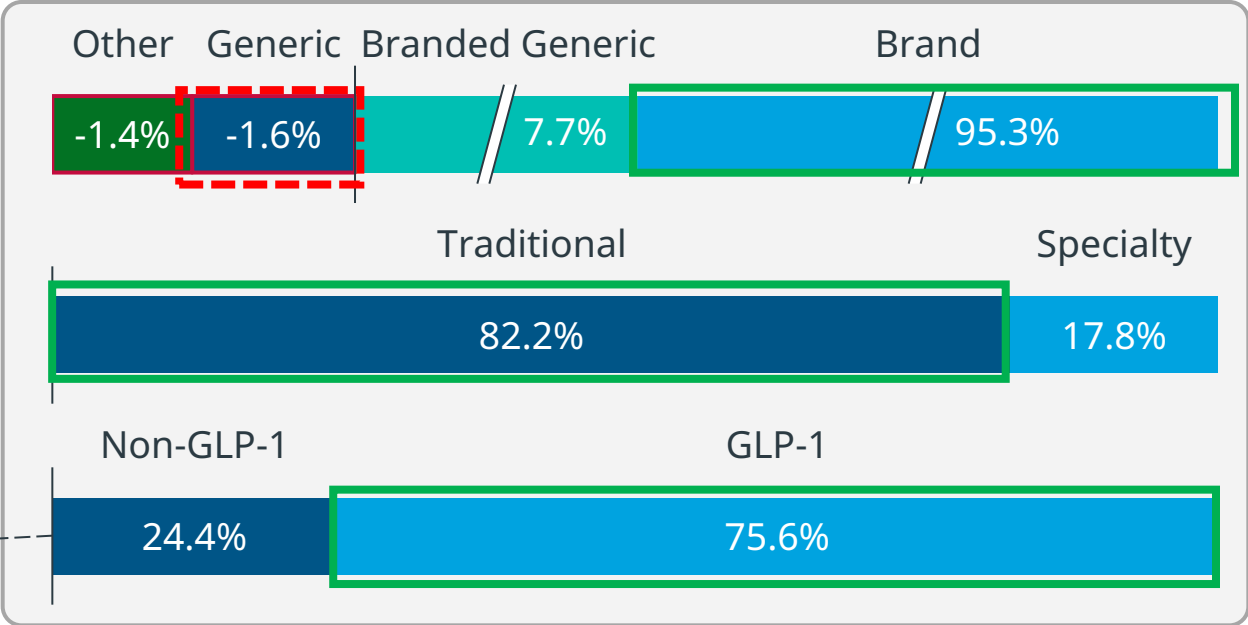 Other Generic Branded Generic Brand
-1.4% -1.6% 7.7% 95.3%
Traditional Specialty
82.2% 17.8%
Non-GLP-1 GLP-1
24.4% 75.6%